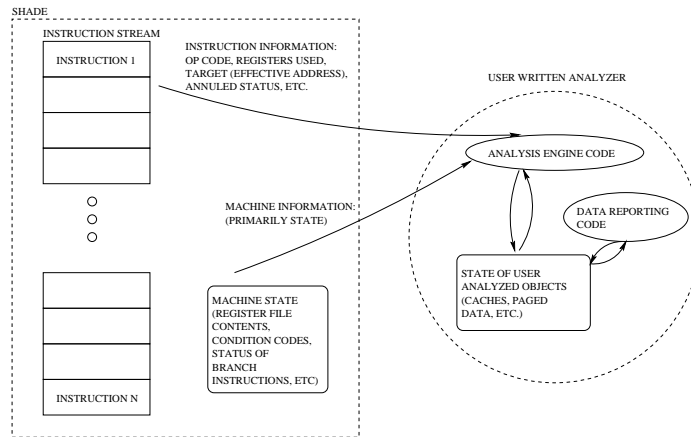 SHADE
INSTRUCTION STREAM
INSTRUCTION 1
INSTRUCTION INFORMATION:
OP CODE, REGISTERS USED,
TARGET (EFFECTIVE ADDRESS),
ANNULED STATUS, ETC.
USER WRITTEN ANALYZER
ANALYSIS ENGINE CODE
MACHINE INFORMATION:
(PRIMARILY STATE)
DATA REPORTING
CODE
STATE OF USER
ANALYZED OBJECTS
(CACHES, PAGED
DATA, ETC.)
MACHINE STATE
(REGISTER FILE
CONTENTS,
CONDITION CODES,
STATUS OF
BRANCH
INSTRUCTIONS, ETC)
INSTRUCTION N